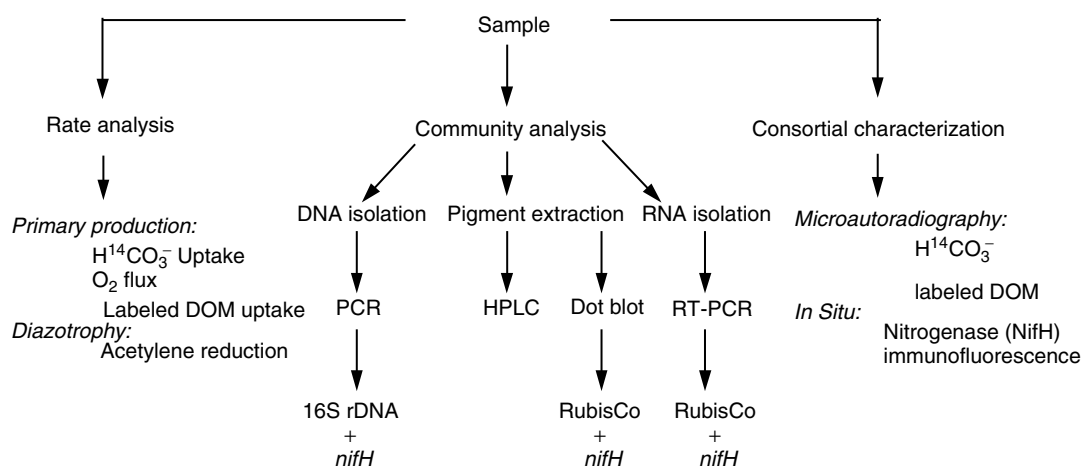 Sample
Rate analysis
Community analysis
Consortial characterization
DNA isolation
Pigment extraction
RNA isolation
Primary production:
H¹⁴CO₃⁻ Uptake
O₂ flux
Labeled DOM uptake
Diazotrophy:
Acetylene reduction
PCR
HPLC
Dot blot
RT-PCR
Microautoradiography:
H¹⁴CO₃⁻
labeled DOM
In Situ:
Nitrogenase (NifH)
immunofluorescence
16S rDNA
+
nifH
RubisCo
+
nifH
RubisCo
+
nifH